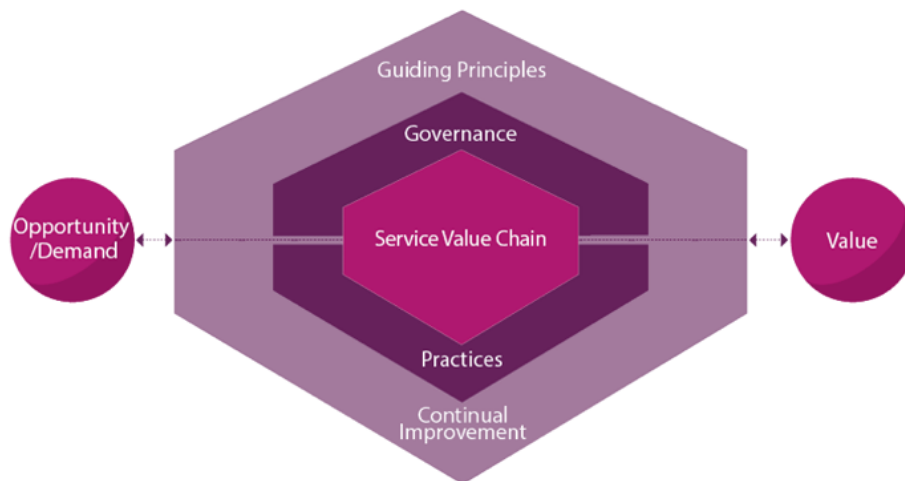 Guiding Principles
Governance
Opportunity
/Demand
Service Value Chain
Value
Practices
Continual
Improvement